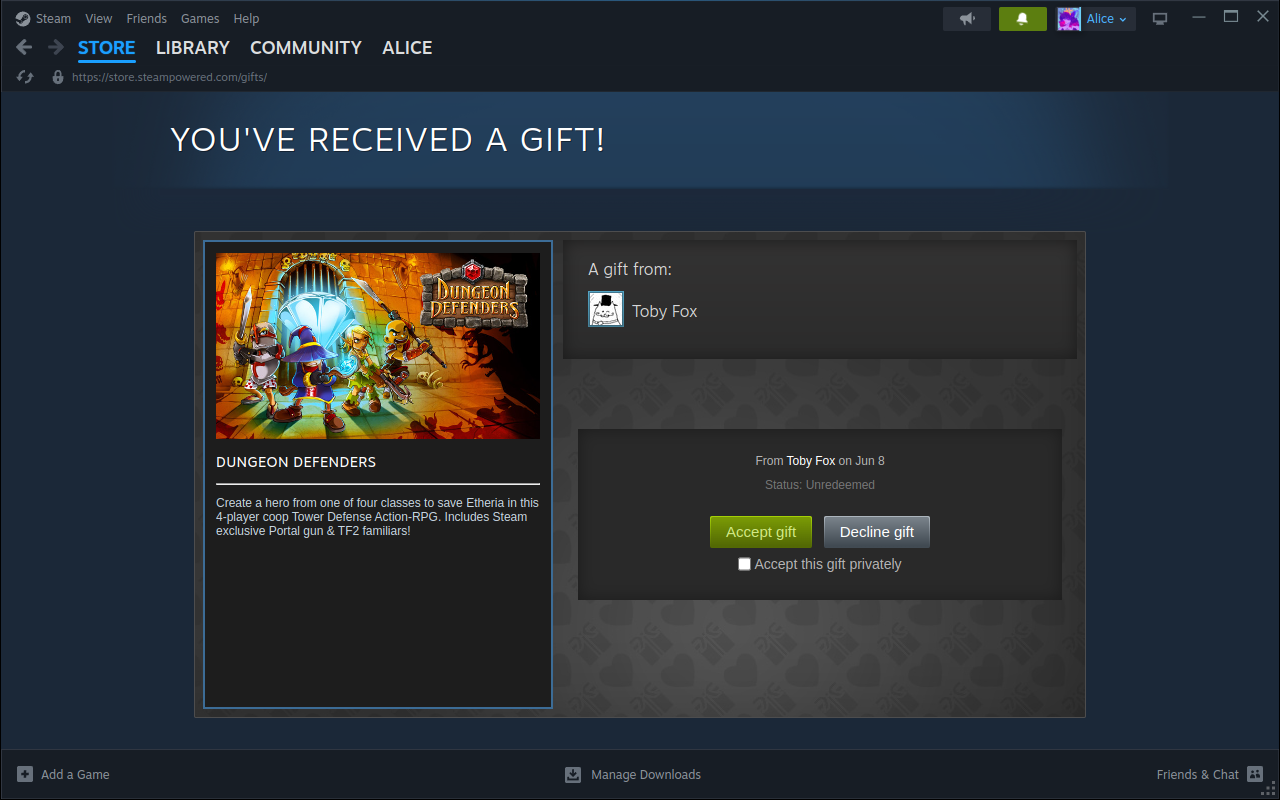 Steam View Friends Games Help
Alice
STORE LIBRARY COMMUNITY ALICE
https://store.steampowered.com/gifts/
YOU'VE RECEIVED A GIFT!
DUNGEON
DEFENDERS
DUNGEON DEFENDERS
Create a hero from one of four classes to save Etheria in this
4-player coop Tower Defense Action-RPG. Includes Steam
exclusive Portal gun & TF2 familiars!
A gift from:
Toby Fox
From Toby Fox on Jun 8
Status: Unredeemed
Accept gift
Decline gift
Accept this gift privately
Add a Game
Manage Downloads
Friends & Chat